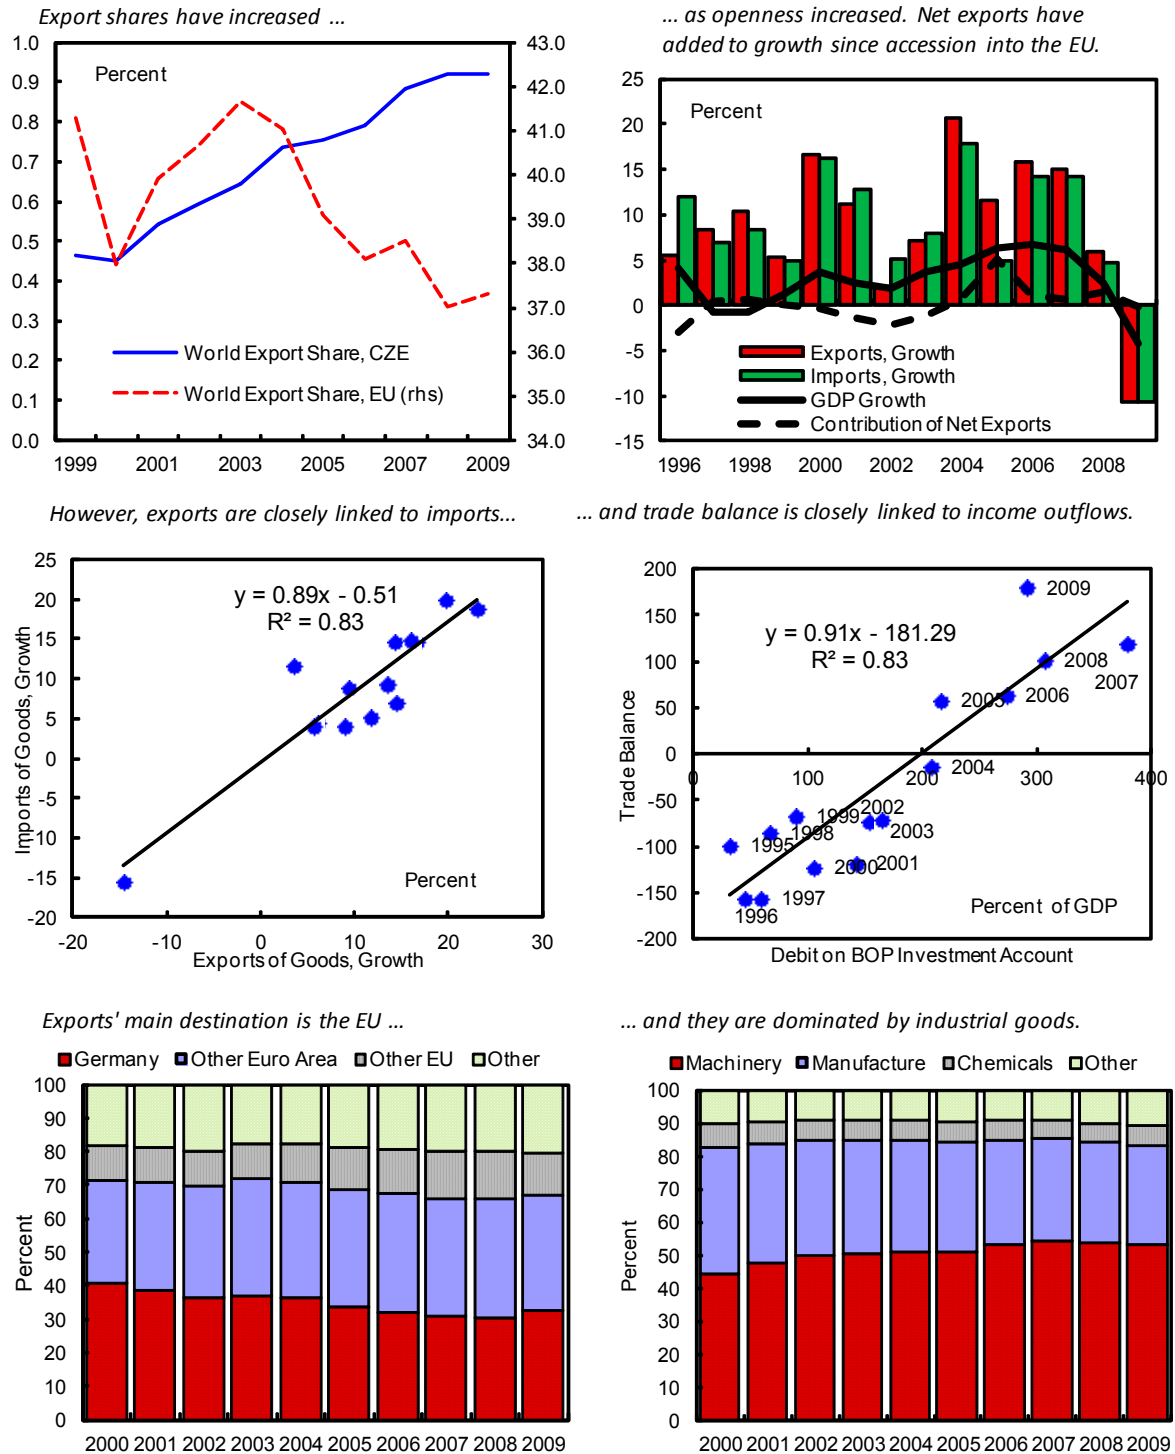 Export shares have increased ...
1.0
0.9
0.8
0.7
0.6
0.5
0.4
0.3
0.2
0.1
0.0
Percent
43.0
42.0
41.0
40.0
39.0
38.0
37.0
36.0
35.0
34.0
World Export Share, CZE
World Export Share, EU (rhs)
1999 2001 2003 2005 2007 2009
... as openness increased. Net exports have
added to growth since accession into the EU.
25
20
15
10
5
0
-5
-10
-15
Percent
Exports, Growth
Imports, Growth
GDP Growth
Contribution of Net Exports
1996 1998 2000 2002 2004 2006 2008
However, exports are closely linked to imports...
Imports of Goods, Growth
25
20
15
10
5
0
-5
-10
-15
-20
y = 0.89x - 0.51
R² = 0.83
Percent
-20 -10 0 10 20 30
Exports of Goods, Growth
... and trade balance is closely linked to income outflows.
Trade Balance
200
150
100
50
0
-50
-100
-150
-200
y = 0.91x - 181.29
R² = 0.83
2009
2008
2007
2005 2006
2004
0 100 200 300 400
1999 2002
1995 1998 2003
2000 2001
1997
1996
Percent of GDP
Debit on BOP Investment Account
Exports' main destination is the EU ...
Germany Other Euro Area Other EU Other
Percent
100
90
80
70
60
50
40
30
20
10
0
2000 2001 2002 2003 2004 2005 2006 2007 2008 2009
... and they are dominated by industrial goods.
Machinery Manufacture Chemicals Other
Percent
100
90
80
70
60
50
40
30
20
10
0
2000 2001 2002 2003 2004 2005 2006 2007 2008 2009